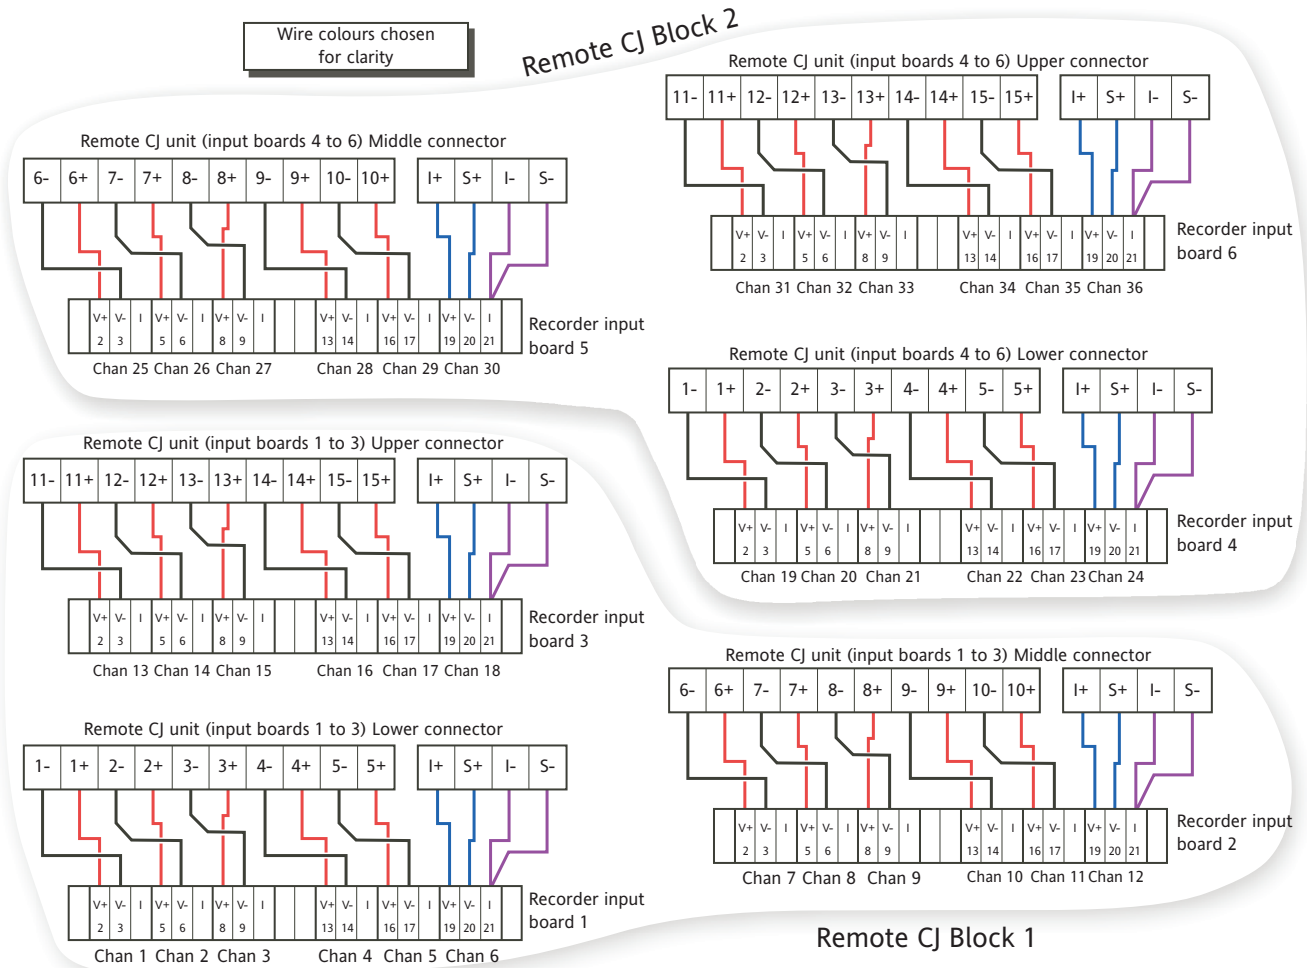 Wire colours chosen
for clarity
Remote CJ Block 2
Remote CJ unit (input boards 4 to 6) Upper connector
11- 11+ 12- 12+ 13- 13+ 14- 14+ 15- 15+ I+ S+ I- S-
V+ V- I V+ V- I V+ V- I V+ V- I V+ V- I V+ V- I
2 3 5 6 8 9 13 14 16 17 19 20 21
Recorder input
board 6
Chan 31 Chan 32 Chan 33 Chan 34 Chan 35 Chan 36
Remote CJ unit (input boards 4 to 6) Middle connector
6- 6+ 7- 7+ 8- 8+ 9- 9+ 10- 10+ I+ S+ I- S-
V+ V- I V+ V- I V+ V- I V+ V- I V+ V- I V+ V- I
2 3 5 6 8 9 13 14 16 17 19 20 21
Recorder input
board 5
Chan 25 Chan 26 Chan 27 Chan 28 Chan 29 Chan 30
Remote CJ unit (input boards 4 to 6) Lower connector
1- 1+ 2- 2+ 3- 3+ 4- 4+ 5- 5+ I+ S+ I- S-
V+ V- I V+ V- I V+ V- I V+ V- I V+ V- I V+ V- I
2 3 5 6 8 9 13 14 16 17 19 20 21
Recorder input
board 4
Chan 19 Chan 20 Chan 21 Chan 22 Chan 23 Chan 24
Remote CJ unit (input boards 1 to 3) Upper connector
11- 11+ 12- 12+ 13- 13+ 14- 14+ 15- 15+ I+ S+ I- S-
V+ V- I V+ V- I V+ V- I V+ V- I V+ V- I V+ V- I
2 3 5 6 8 9 13 14 16 17 19 20 21
Recorder input
board 3
Chan 13 Chan 14 Chan 15 Chan 16 Chan 17 Chan 18
Remote CJ unit (input boards 1 to 3) Middle connector
6- 6+ 7- 7+ 8- 8+ 9- 9+ 10- 10+ I+ S+ I- S-
V+ V- I V+ V- I V+ V- I V+ V- I V+ V- I V+ V- I
2 3 5 6 8 9 13 14 16 17 19 20 21
Recorder input
board 2
Chan 7 Chan 8 Chan 9 Chan 10 Chan 11 Chan 12
Remote CJ unit (input boards 1 to 3) Lower connector
1- 1+ 2- 2+ 3- 3+ 4- 4+ 5- 5+ I+ S+ I- S-
V+ V- I V+ V- I V+ V- I V+ V- I V+ V- I V+ V- I
2 3 5 6 8 9 13 14 16 17 19 20 21
Recorder input
board 1
Chan 1 Chan 2 Chan 3 Chan 4 Chan 5 Chan 6
Remote CJ Block 1